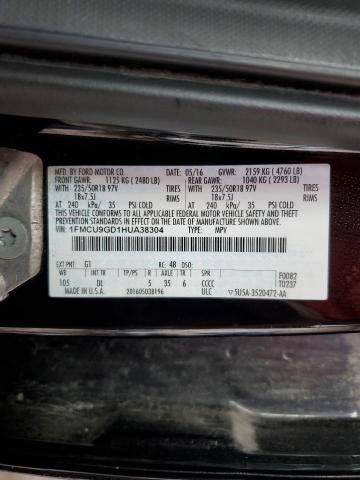 MFD. BY FORD MOTOR CO. 05/16 GVWR: 2159 KG ( 4760 LB)
FRONT GAWR: 1125 KG ( 2480 LB) REAR GAWR: 1040 KG ( 2293 LB)
WITH 235/50R18 97V TIRES WITH 235/50R18 97V TIRES
18x7.5J RIMS 18x7.5J RIMS
AT 240 kPa/ 35 PSI COLD AT 240 kPa/ 35 PSI COLD
THIS VEHICLE CONFORMS TO ALL APPLICABLE FEDERAL MOTOR VEHICLE SAFETY AND THEFT
PREVENTION STANDARDS IN EFFECT ON THE DATE OF MANUFACTURE SHOWN ABOVE.
VIN: 1FMCU9GD1HUA38304 TYPE: MPV
EXT PNT: G1 RC: 48 DSO:
WB INT TR TP/PS R AXLE TR SPR F0082
105 DL 5 35 6 CCCC T0237
MADE IN U.S.A. 201605038196 ULC 5U5A-3520472-AA